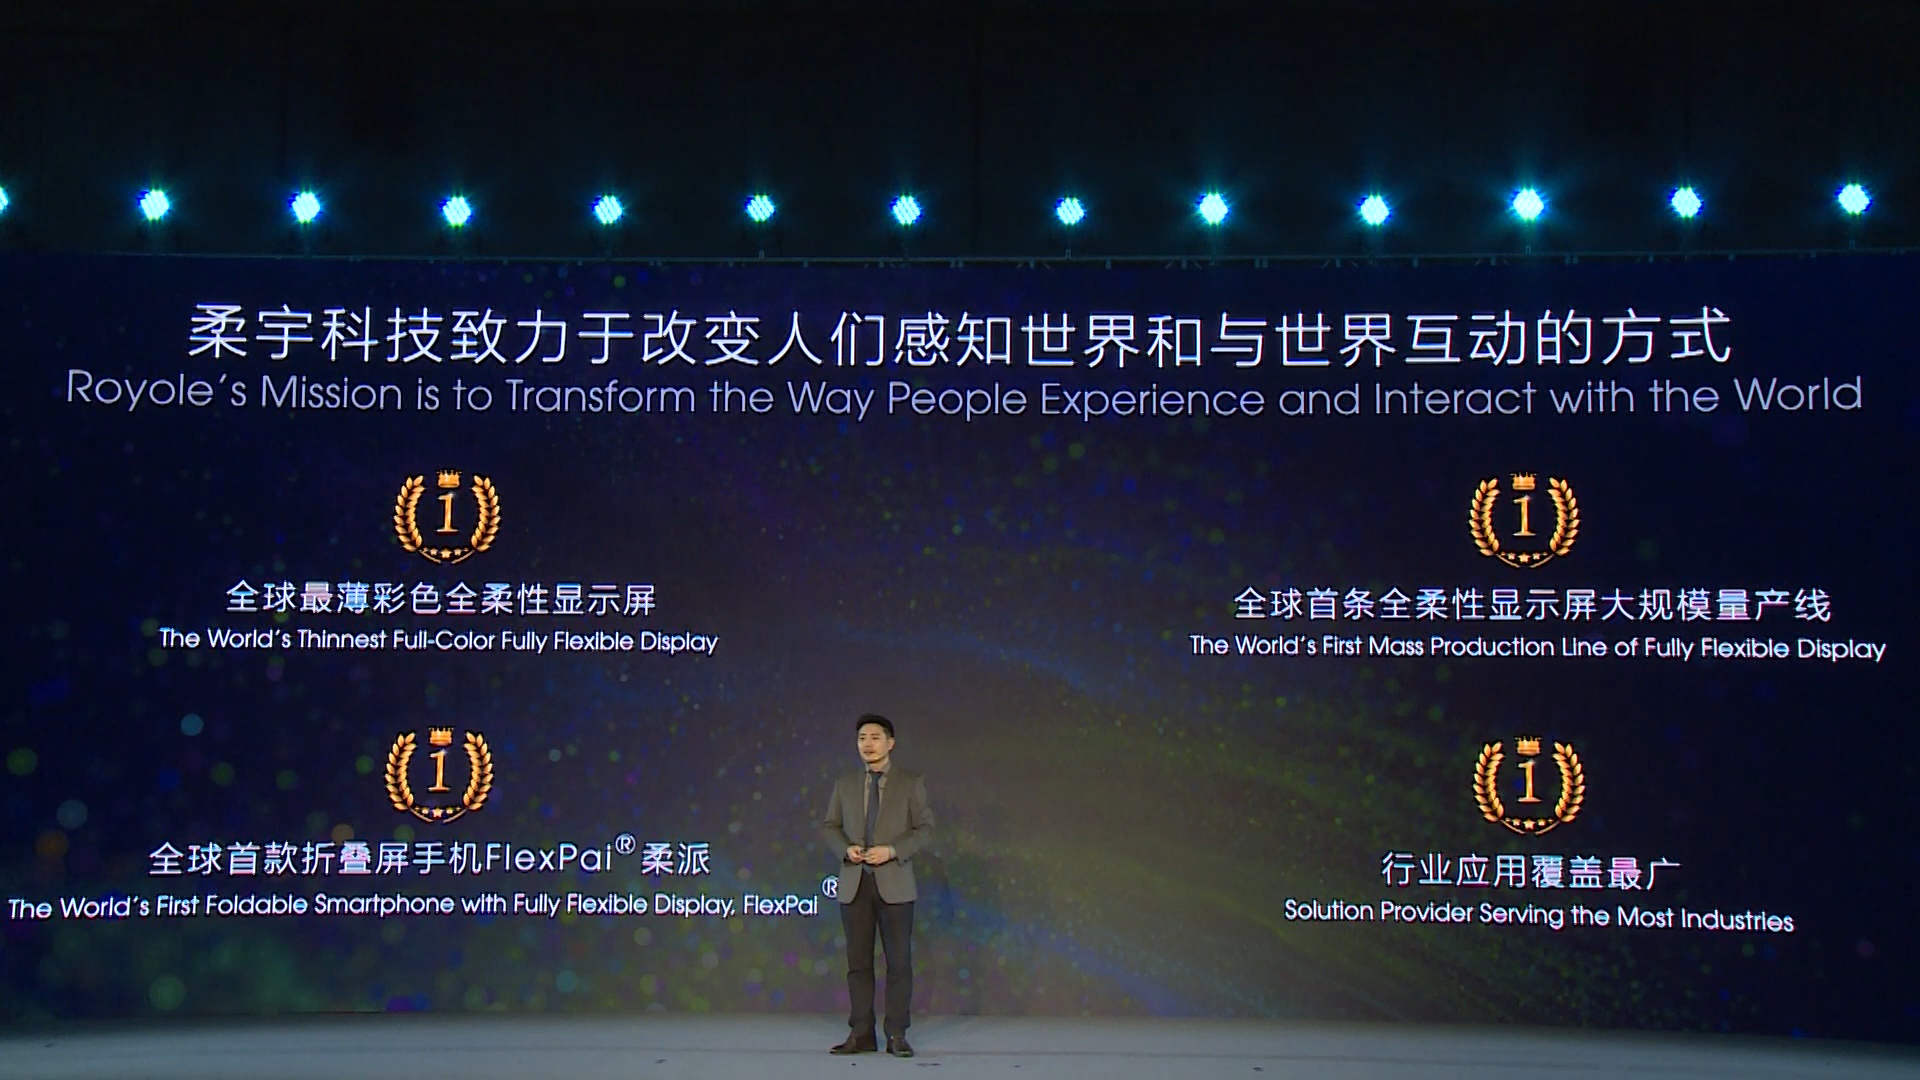 柔宇科技致力于改变人们感知世界和与世界互动的方式
Royole's Mission is to Transform the Way People Experience and Interact with the World
1
全球最薄彩色全柔性显示屏
The World's Thinnest Full-Color Fully Flexible Display
1
全球首条全柔性显示屏大规模量产线
The World's First Mass Production Line of Fully Flexible Display
1
全球首款折叠屏手机FlexPai®柔派
The World's First Foldable Smartphone with Fully Flexible Display, FlexPai®
1
行业应用覆盖最广
Solution Provider Serving the Most Industries